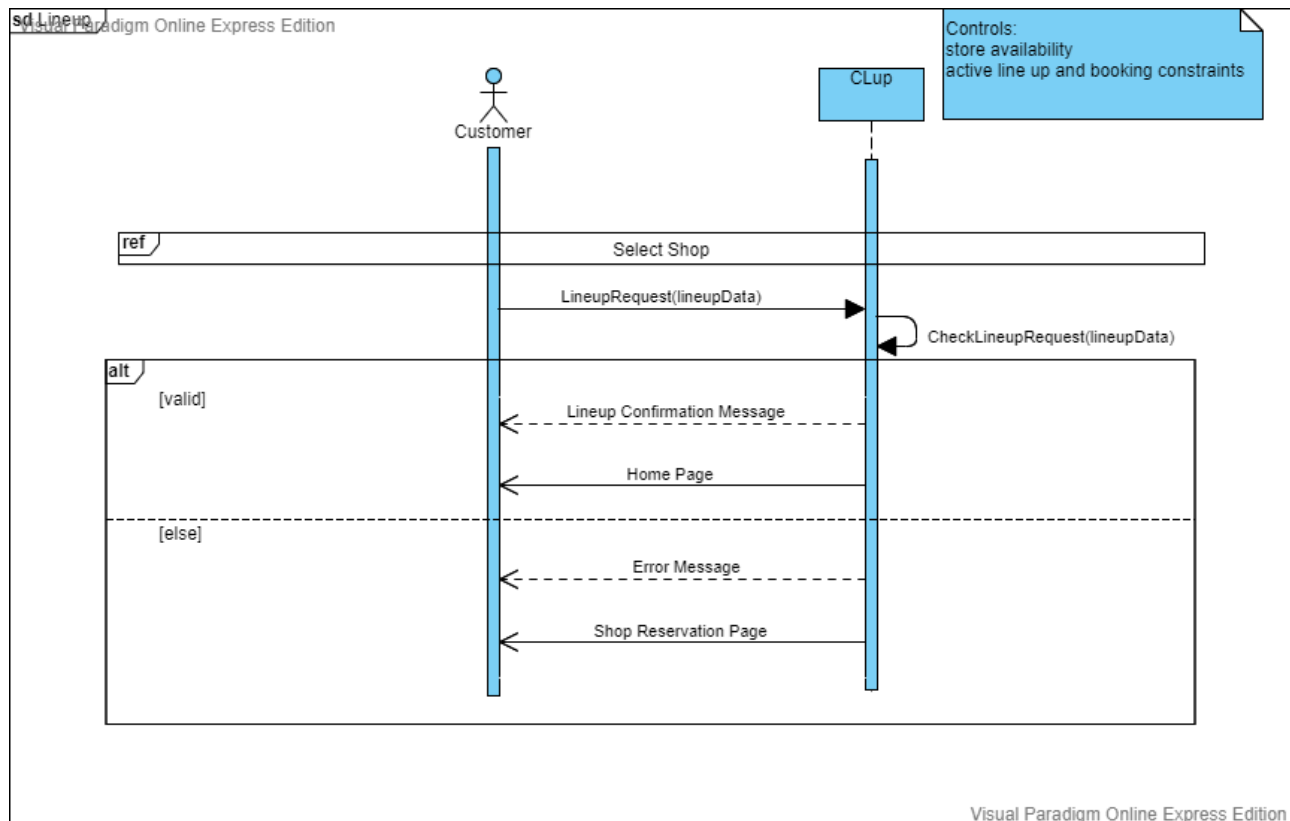 sd Lineup
Visual Paradigm Online Express Edition
Controls:
store availability
active line up and booking constraints
CLup
Customer
ref
Select Shop
LineupRequest(lineupData)
CheckLineupRequest(lineupData)
alt
[valid]
Lineup Confirmation Message
Home Page
[else]
Error Message
Shop Reservation Page
Visual Paradigm Online Express Edition